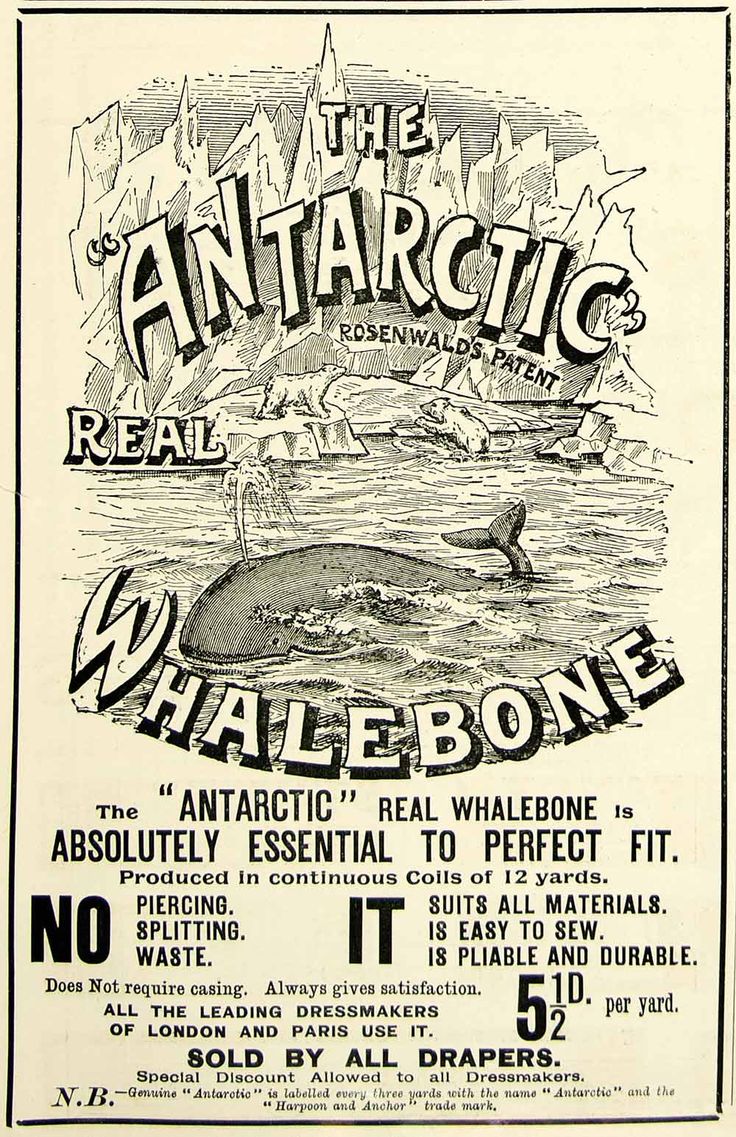 THE
"ANTARCTIC"
ROSENWALD'S PATENT
REAL
WHALEBONE
The "ANTARCTIC" REAL WHALEBONE Is
ABSOLUTELY ESSENTIAL TO PERFECT FIT.
Produced in continuous Coils of 12 yards.
NO PIERCING.
SPLITTING.
WASTE.
IT SUITS ALL MATERIALS.
IS EASY TO SEW.
IS PLIABLE AND DURABLE.
Does Not require casing. Always gives satisfaction.
ALL THE LEADING DRESSMAKERS
OF LONDON AND PARIS USE IT.
5½D. per yard.
SOLD BY ALL DRAPERS.
Special Discount Allowed to all Dressmakers.
N.B.—Genuine "Antarctic" is labelled every three yards with the name "Antarctic" and the
"Harpoon and Anchor" trade mark.